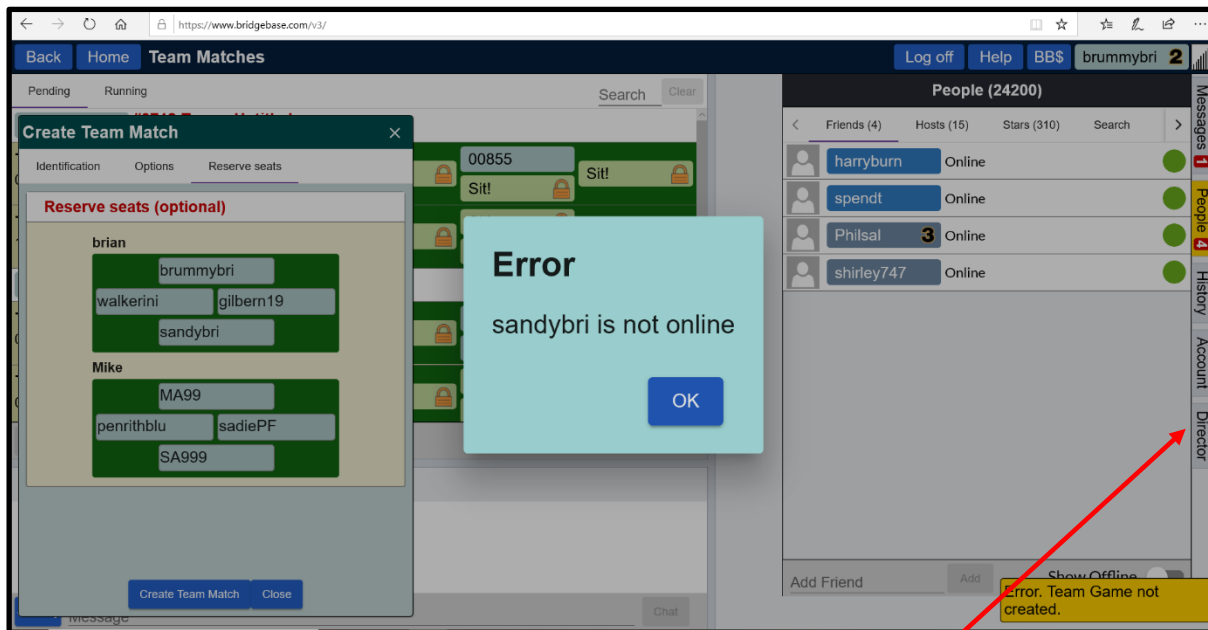 https://www.bridgebase.com/v3/
Back Home Team Matches Log off Help BB$ brummybri 2
Pending Running Search Clear
People (24200)
Friends (4) Hosts (15) Stars (310) Search
harryburn Online
spendt Online
Philsal 3 Online
shirley747 Online
Add Friend Add Show Offline
Messages 1
People 4
History
Account
Director
Create Team Match
Identification Options Reserve seats
Reserve seats (optional)
brian
brummybri
walkerini gilbern19
sandybri
Mike
MA99
penrithblu sadiePF
SA999
Create Team Match Close
00855
Sit! Sit!
Error
sandybri is not online
OK
Message Chat
Error. Team Game not
created.